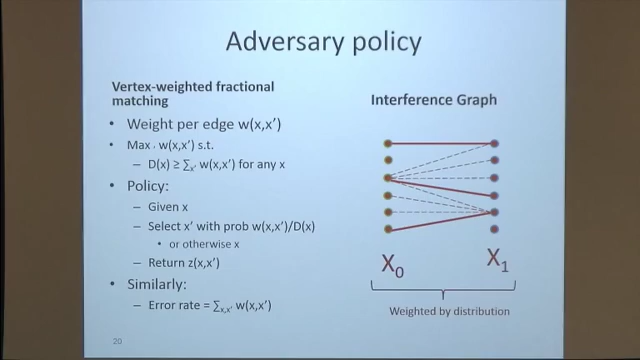 Adversary policy
Vertex-weighted fractional
matching
• Weight per edge w(x,x')
• Max w(x,x') s.t.
– D(x) ≥ ∑x' w(x,x') for any x
• Policy:
– Given x
– Select x' with prob w(x,x')/D(x)
• or otherwise x
– Return z(x,x')
• Similarly:
– Error rate = ∑x,x' w(x,x')
Interference Graph
X0
X1
Weighted by distribution
20